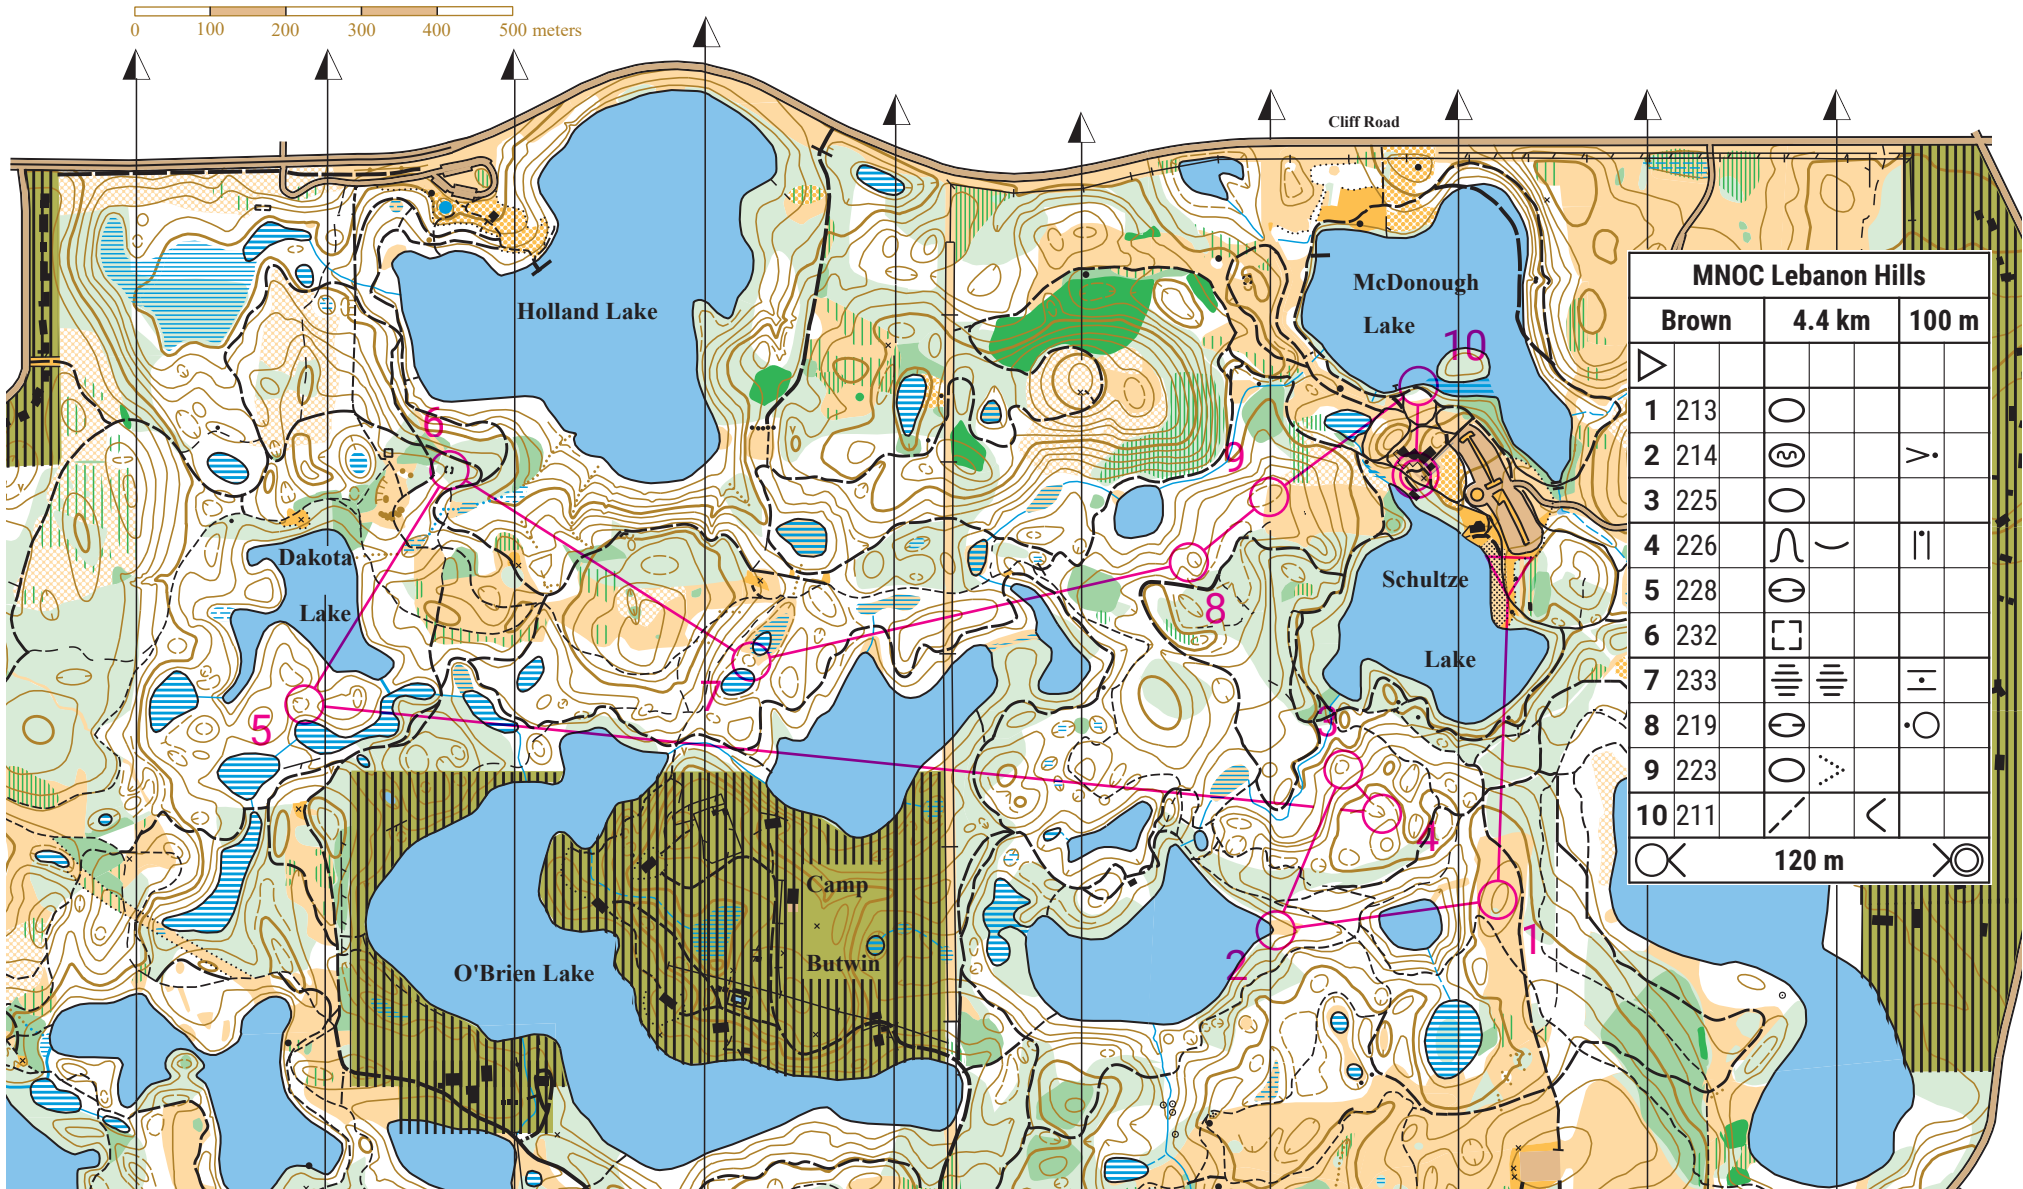 0 100 200 300 400 500 meters
Cliff Road
Holland Lake
McDonough
Lake
10
MNOC Lebanon Hills
Brown 4.4 km 100 m
1 213
2 214
3 225
4 226
5 228
6 232
7 233
8 219
9 223
10 211
120 m
6
9
Dakota
Lake
Schultze
Lake
8
7
5
3
4
Camp
Butwin
O'Brien Lake
2
1